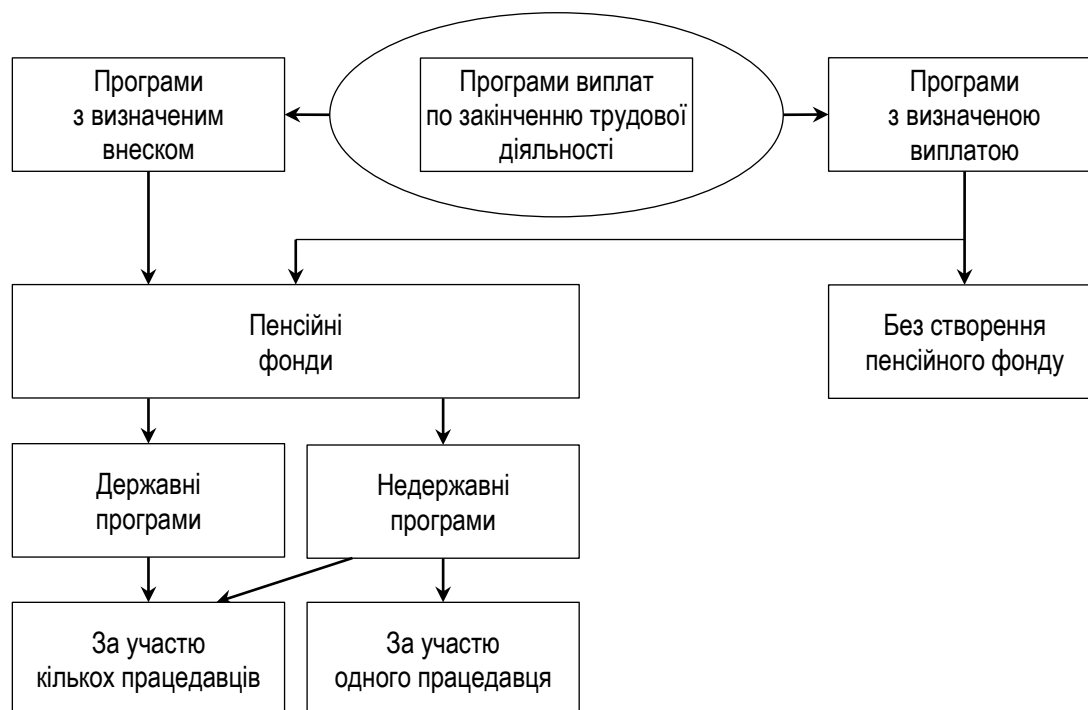 Програми
з визначеним
внеском
Програми виплат
по закінченню трудової
діяльності
Програми
з визначеною
виплатою
Пенсійні
фонди
Без створення
пенсійного фонду
Державні
програми
Недержавні
програми
За участю
кількох працедавців
За участю
одного працедавця